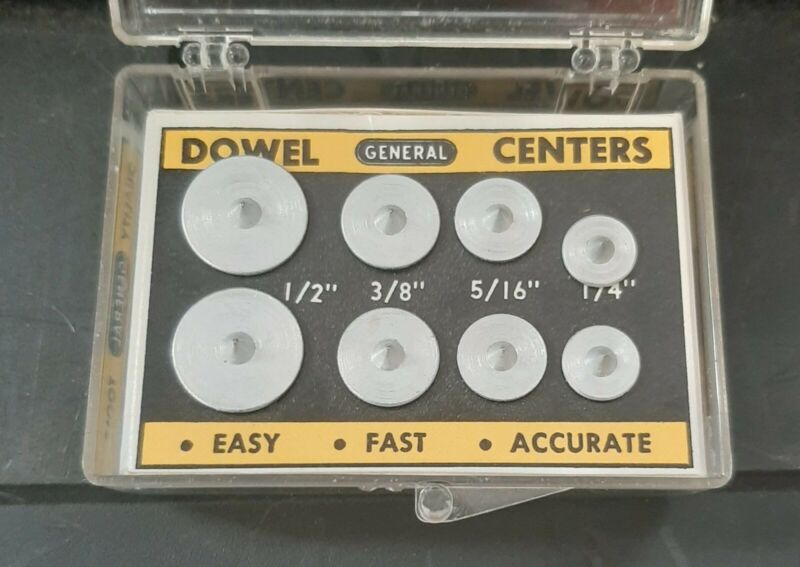 DOWEL GENERAL CENTERS
1/2" 3/8" 5/16" 1/4"
• EASY • FAST • ACCURATE